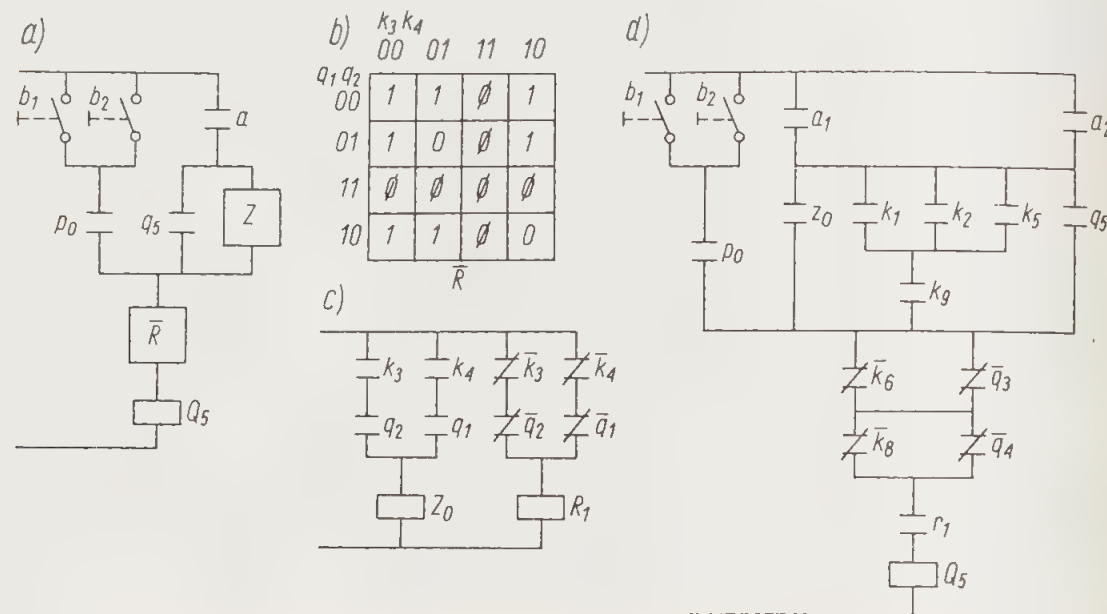 a)
b₁
b₂
a
p₀
q₅
Z
R̅
Q₅
b)
k₃ k₄
00 01 11 10
q₁ q₂
00 1 1 ∅ 1
01 1 0 ∅ 1
11 ∅ ∅ ∅ ∅
10 1 1 ∅ 0
R̅
c)
k₃ k₄ k̅₃ k̅₄
q₂ q₁ q̅₂ q̅₁
Z₀ R₁
d)
b₁ b₂ a₁
z₀ k₁ k₂ k₅ q₅
p₀
k₉
k̅₆ q̅₃
k̅₈ q̅₄
r₁
Q₅